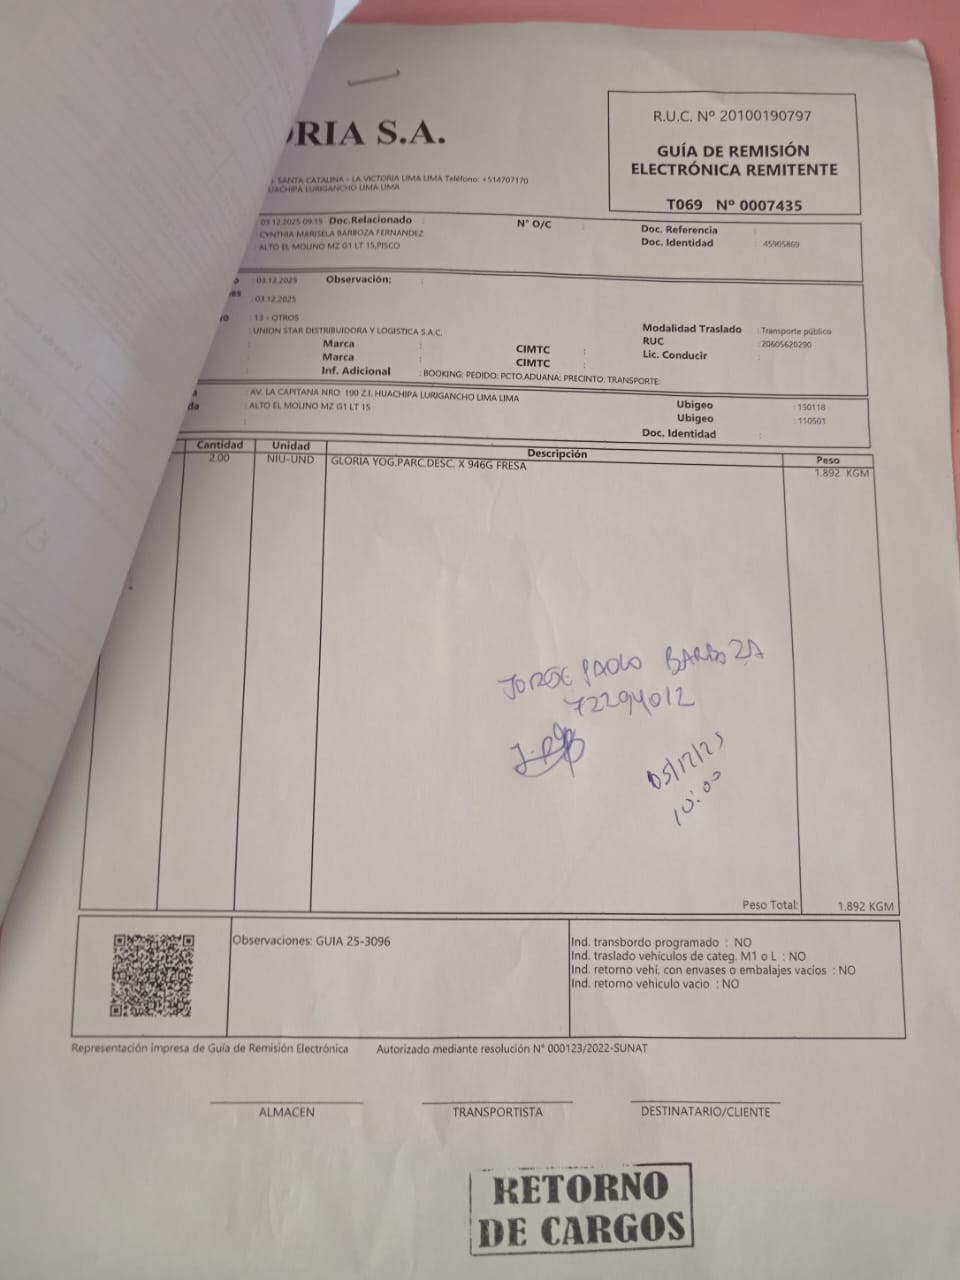 ORIA S.A.
SANTA CATALINA - LA VICTORIA LIMA LIMA Teléfono: +514707170
HUACHIPA LURIGANCHO LIMA LIMA
R.U.C. Nº 20100190797
GUÍA DE REMISIÓN
ELECTRÓNICA REMITENTE
T069 Nº 0007435
: 03.12.2025 09:15 Doc.Relacionado : N° O/C : Doc. Referencia :
CYNTHIA MARISELA BARBOZA FERNANDEZ Doc. Identidad : 45905869
ALTO EL MOLINO MZ G1 LT 15,PISCO
: 03.12.2025 Observación: :
: 03.12.2025
: 13 - OTROS
: UNION STAR DISTRIBUIDORA Y LOGISTICA S.A.C. Modalidad Traslado : Transporte público
: Marca : CIMTC : RUC : 20605620290
: Marca : CIMTC : Lic. Conducir :
: Inf. Adicional : BOOKING: PEDIDO: PCTO.ADUANA: PRECINTO: TRANSPORTE:
: AV. LA CAPITANA NRO. 190 Z.I. HUACHIPA LURIGANCHO LIMA LIMA Ubigeo : 150118
da : ALTO EL MOLINO MZ G1 LT 15 Ubigeo : 110501
: Doc. Identidad :
Cantidad Unidad Descripción Peso
2.00 NIU-UND GLORIA YOG.PARC.DESC. X 946G FRESA 1.892 KGM
JORGE PAOLO BARBOZA
72294012
05/12/25
10:00
Peso Total: 1.892 KGM
Observaciones: GUIA 25-3096
Ind. transbordo programado : NO
Ind. traslado vehículos de categ. M1 o L : NO
Ind. retorno vehí. con envases o embalajes vacíos : NO
Ind. retorno vehículo vacio : NO
Representación impresa de Guía de Remisión Electrónica Autorizado mediante resolución N° 000123/2022-SUNAT
ALMACEN TRANSPORTISTA DESTINATARIO/CLIENTE
RETORNO
DE CARGOS